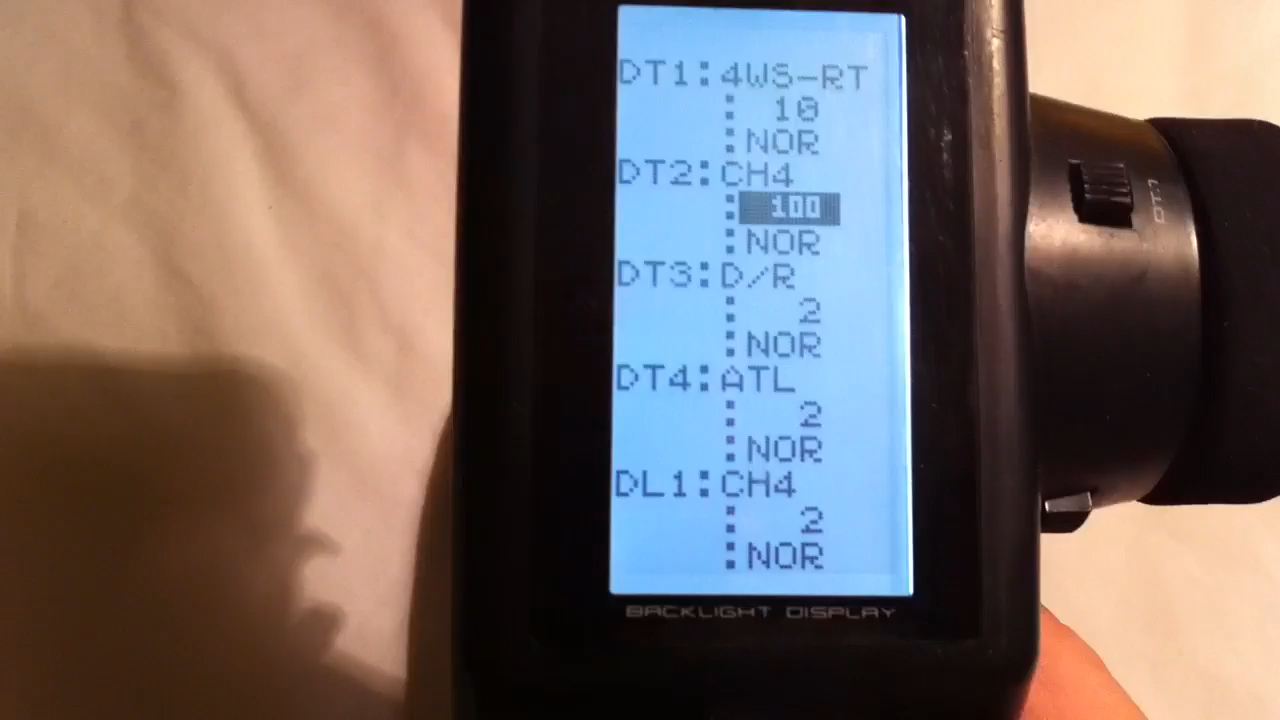 DT1:4WS-RT
: 10
:NOR
DT2:CH4
: 100
:NOR
DT3:D/R
: 2
:NOR
DT4:ATL
: 2
:NOR
DL1:CH4
: 2
:NOR
BACKLIGHT DISPLAY
DT1